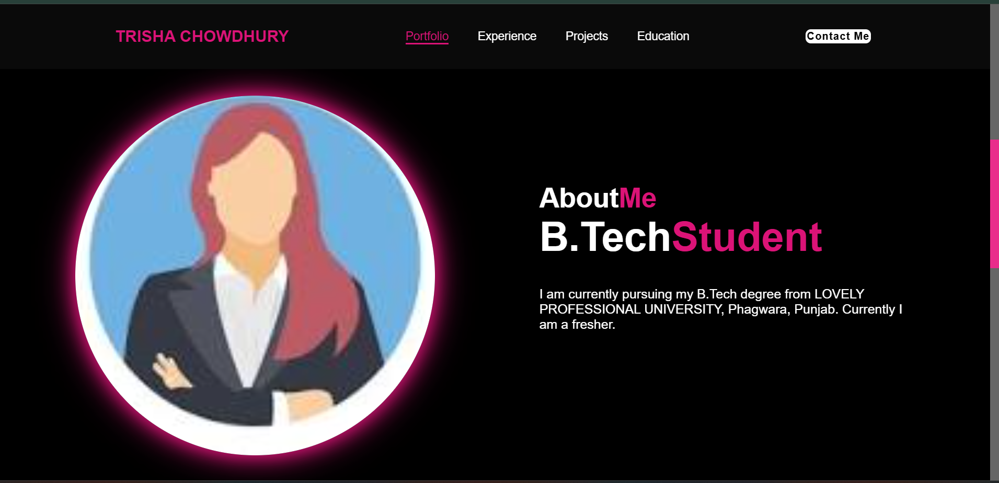 TRISHA CHOWDHURY
Portfolio
Experience
Projects
Education
Contact Me
AboutMe
B.TechStudent
I am currently pursuing my B.Tech degree from LOVELY
PROFESSIONAL UNIVERSITY, Phagwara, Punjab. Currently I
am a fresher.